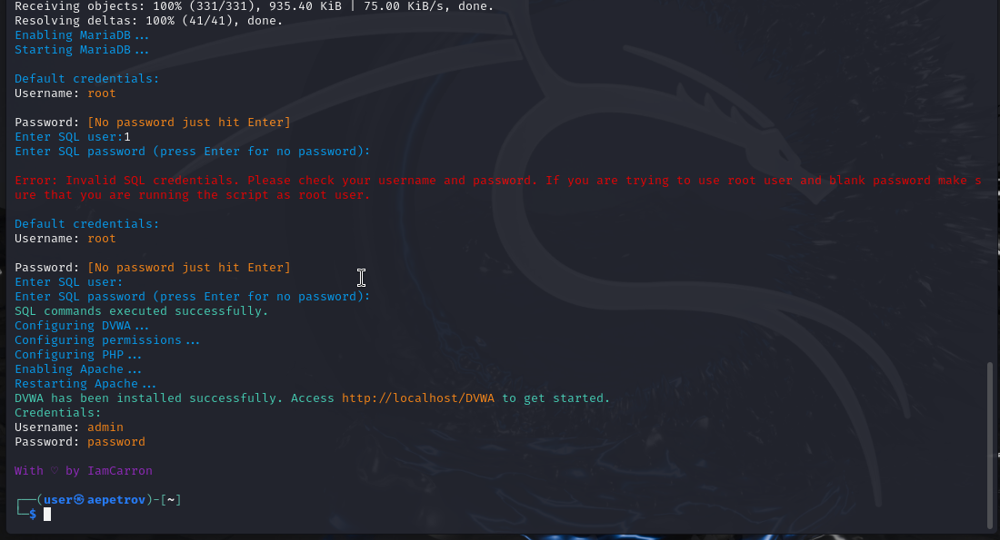 Receiving objects: 100% (331/331), 935.40 KiB | 75.00 KiB/s, done.
Resolving deltas: 100% (41/41), done.
Enabling MariaDB...
Starting MariaDB...
Default credentials:
Username: root
Password: [No password just hit Enter]
Enter SQL user:1
Enter SQL password (press Enter for no password):
Error: Invalid SQL credentials. Please check your username and password. If you are trying to use root user and blank password make s
ure that you are running the script as root user.
Default credentials:
Username: root
Password: [No password just hit Enter]
Enter SQL user:
Enter SQL password (press Enter for no password):
SQL commands executed successfully.
Configuring DVWA...
Configuring permissions...
Configuring PHP...
Enabling Apache...
Restarting Apache...
DVWA has been installed successfully. Access http://localhost/DVWA to get started.
Credentials:
Username: admin
Password: password
With ♡ by IamCarron
┌──(user㉿aepetrov)-[~]
└─$